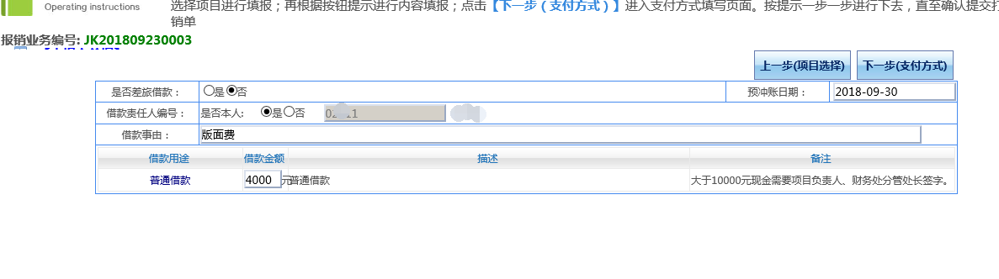 Operating instructions
选择项目进行填报；再根据按钮提示进行内容填报；点击【下一步（支付方式）】进入支付方式填写页面。按提示一步一步进行下去，直至确认提交打
销单
报销业务编号: JK201809230003
上一步(项目选择) 下一步(支付方式)
是否差旅借款： 是 否 预冲账日期： 2018-09-30
借款责任人编号： 是否本人: 是 否
借款事由： 版面费
借款用途 借款金额 描述 备注
普通借款 4000 元 普通借款 大于10000元现金需要项目负责人、财务处分管处长签字。